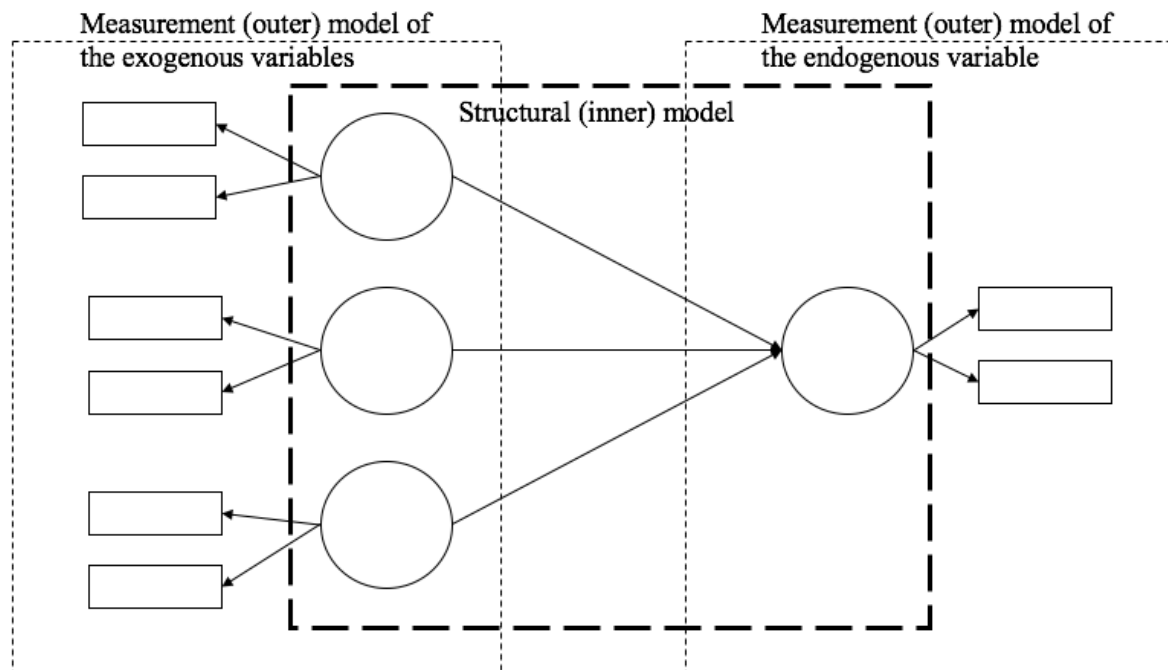 Measurement (outer) model of
the exogenous variables
Measurement (outer) model of
the endogenous variable
Structural (inner) model